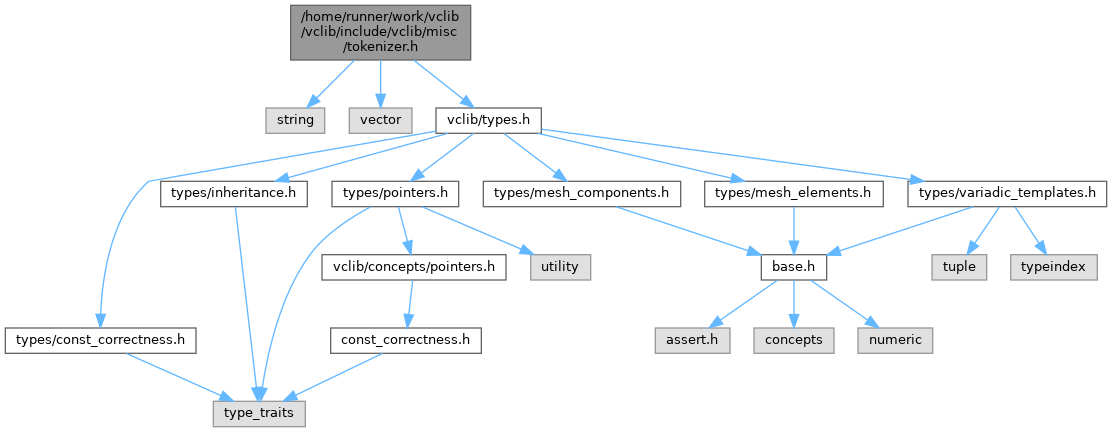 /home/runner/work/vclib
/vclib/include/vclib/misc
/tokenizer.h
string
vector
vclib/types.h
types/inheritance.h
types/pointers.h
types/mesh_components.h
types/mesh_elements.h
types/variadic_templates.h
vclib/concepts/pointers.h
utility
base.h
tuple
typeindex
types/const_correctness.h
const_correctness.h
assert.h
concepts
numeric
type_traits